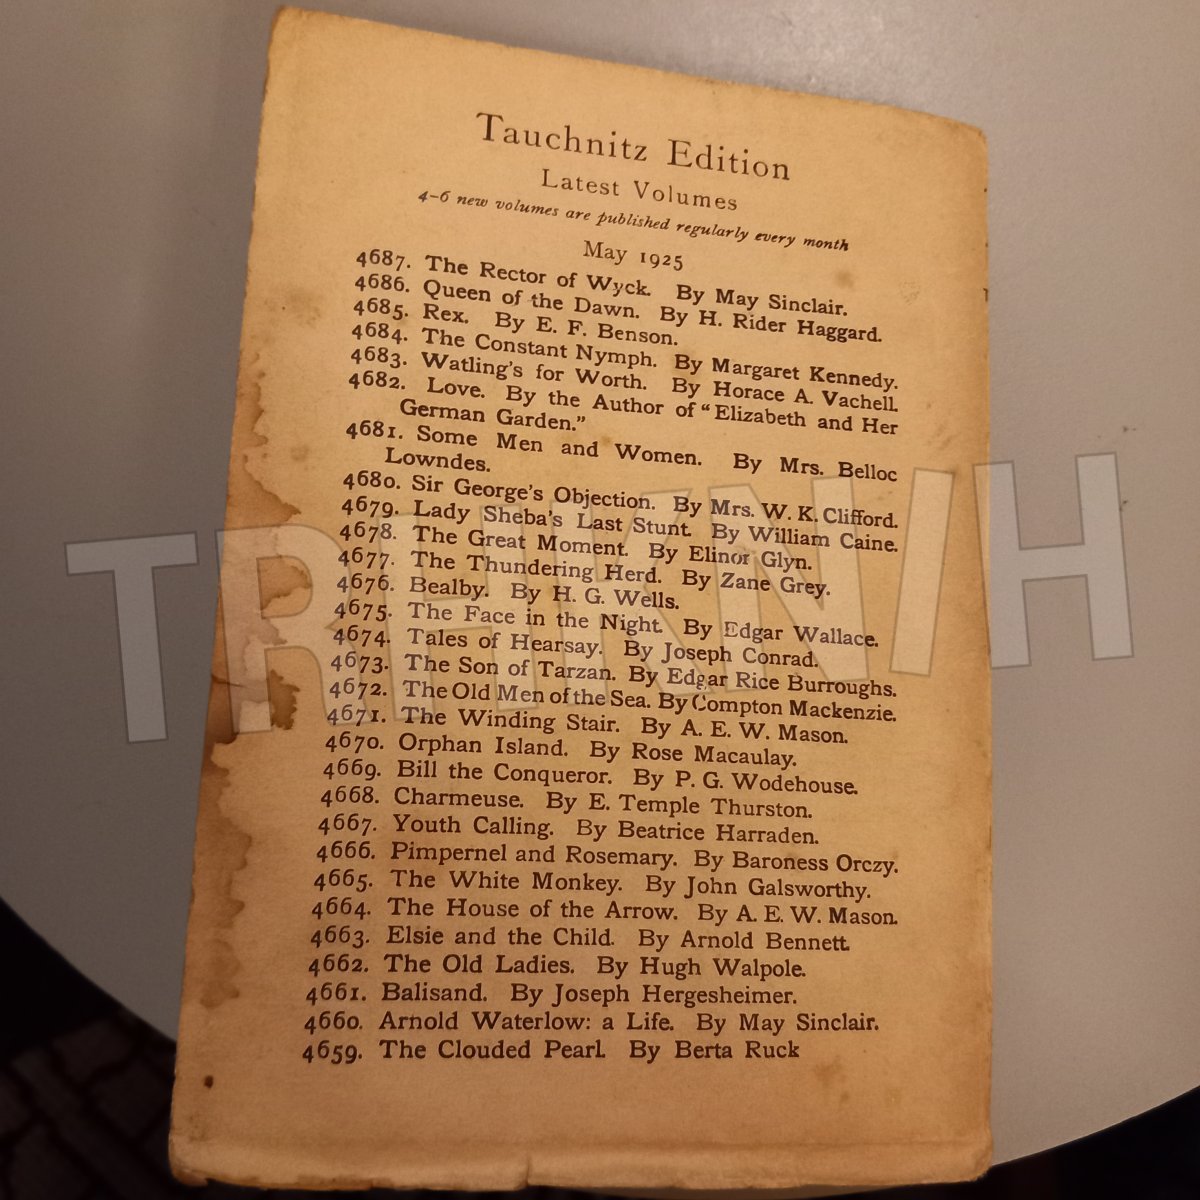 Tauchnitz Edition
Latest Volumes
4–6 new volumes are published regularly every month
May 1925
4687. The Rector of Wyck. By May Sinclair.
4686. Queen of the Dawn. By H. Rider Haggard.
4685. Rex. By E. F. Benson.
4684. The Constant Nymph. By Margaret Kennedy.
4683. Watling's for Worth. By Horace A. Vachell.
4682. Love. By the Author of "Elizabeth and Her
German Garden."
4681. Some Men and Women. By Mrs. Belloc
Lowndes.
4680. Sir George's Objection. By Mrs. W. K. Clifford.
4679. Lady Sheba's Last Stunt. By William Caine.
4678. The Great Moment. By Elinor Glyn.
4677. The Thundering Herd. By Zane Grey.
4676. Bealby. By H. G. Wells.
4675. The Face in the Night. By Edgar Wallace.
4674. Tales of Hearsay. By Joseph Conrad.
4673. The Son of Tarzan. By Edgar Rice Burroughs.
4672. The Old Men of the Sea. By Compton Mackenzie.
4671. The Winding Stair. By A. E. W. Mason.
4670. Orphan Island. By Rose Macaulay.
4669. Bill the Conqueror. By P. G. Wodehouse.
4668. Charmeuse. By E. Temple Thurston.
4667. Youth Calling. By Beatrice Harraden.
4666. Pimpernel and Rosemary. By Baroness Orczy.
4665. The White Monkey. By John Galsworthy.
4664. The House of the Arrow. By A. E. W. Mason.
4663. Elsie and the Child. By Arnold Bennett.
4662. The Old Ladies. By Hugh Walpole.
4661. Balisand. By Joseph Hergesheimer.
4660. Arnold Waterlow: a Life. By May Sinclair.
4659. The Clouded Pearl. By Berta Ruck